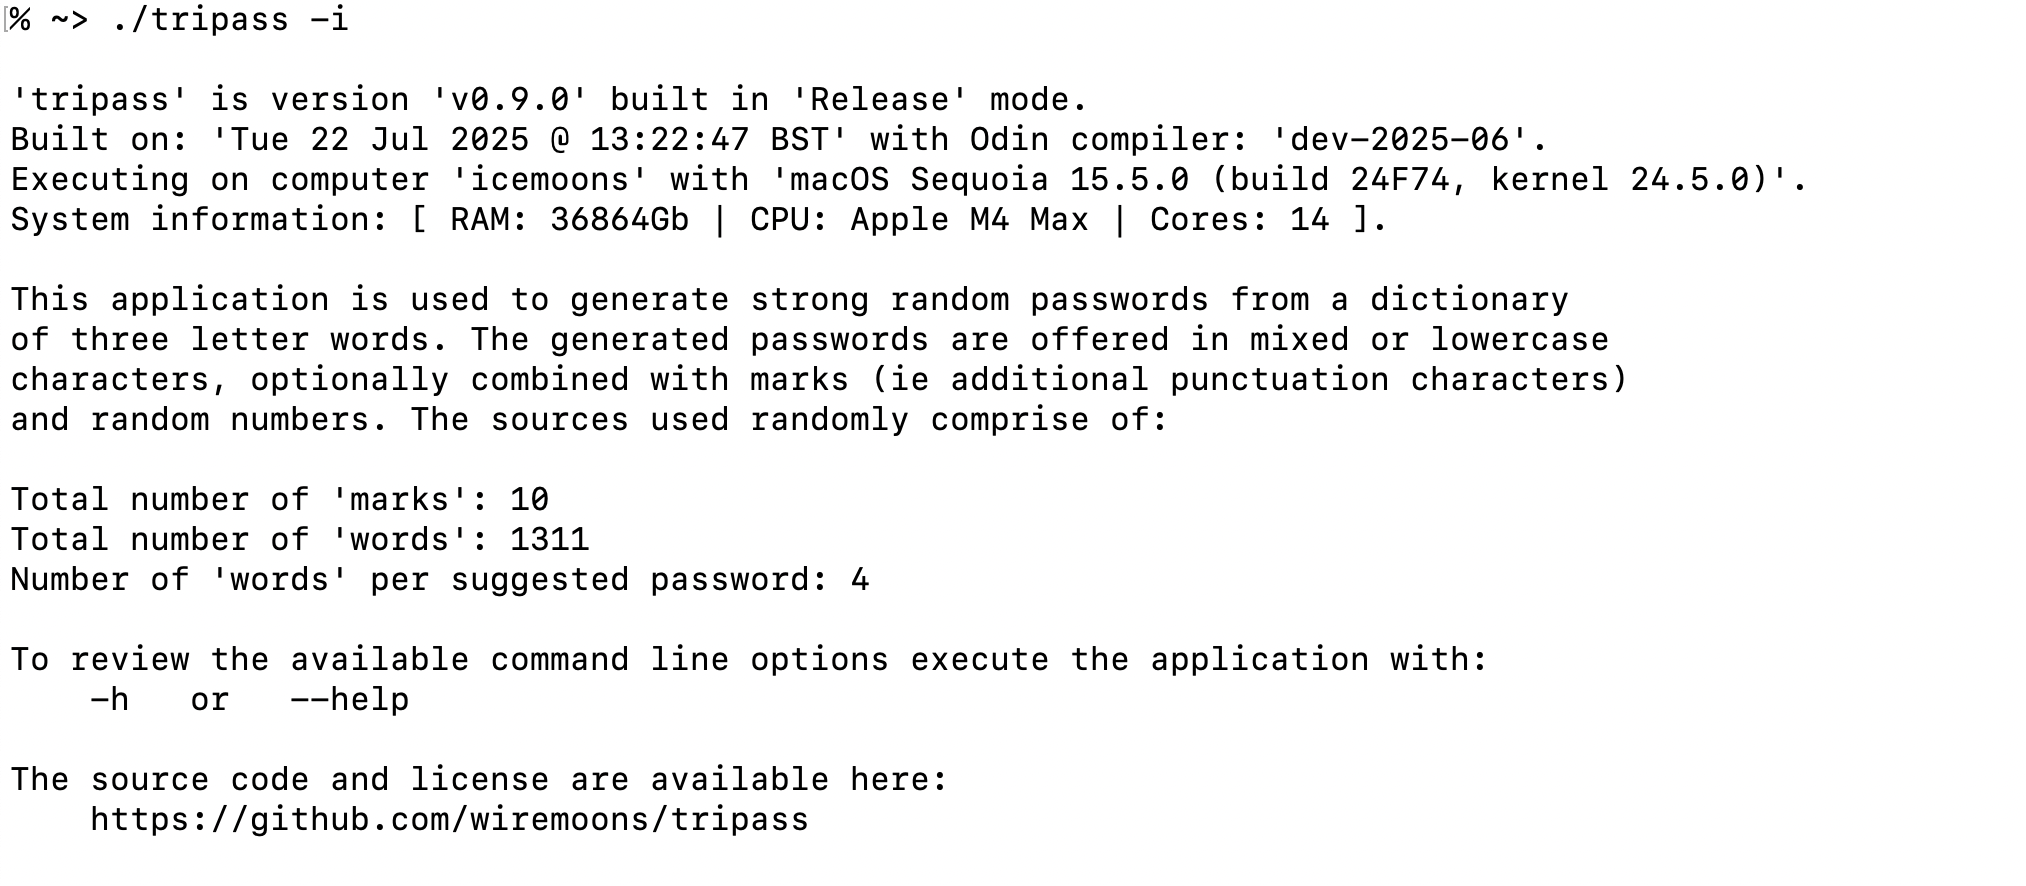 % ~> ./tripass -i

'tripass' is version 'v0.9.0' built in 'Release' mode.
Built on: 'Tue 22 Jul 2025 @ 13:22:47 BST' with Odin compiler: 'dev-2025-06'.
Executing on computer 'icemoons' with 'macOS Sequoia 15.5.0 (build 24F74, kernel 24.5.0)'.
System information: [ RAM: 36864Gb | CPU: Apple M4 Max | Cores: 14 ].

This application is used to generate strong random passwords from a dictionary
of three letter words. The generated passwords are offered in mixed or lowercase
characters, optionally combined with marks (ie additional punctuation characters)
and random numbers. The sources used randomly comprise of:

Total number of 'marks': 10
Total number of 'words': 1311
Number of 'words' per suggested password: 4

To review the available command line options execute the application with:
    -h   or   --help

The source code and license are available here:
    https://github.com/wiremoons/tripass